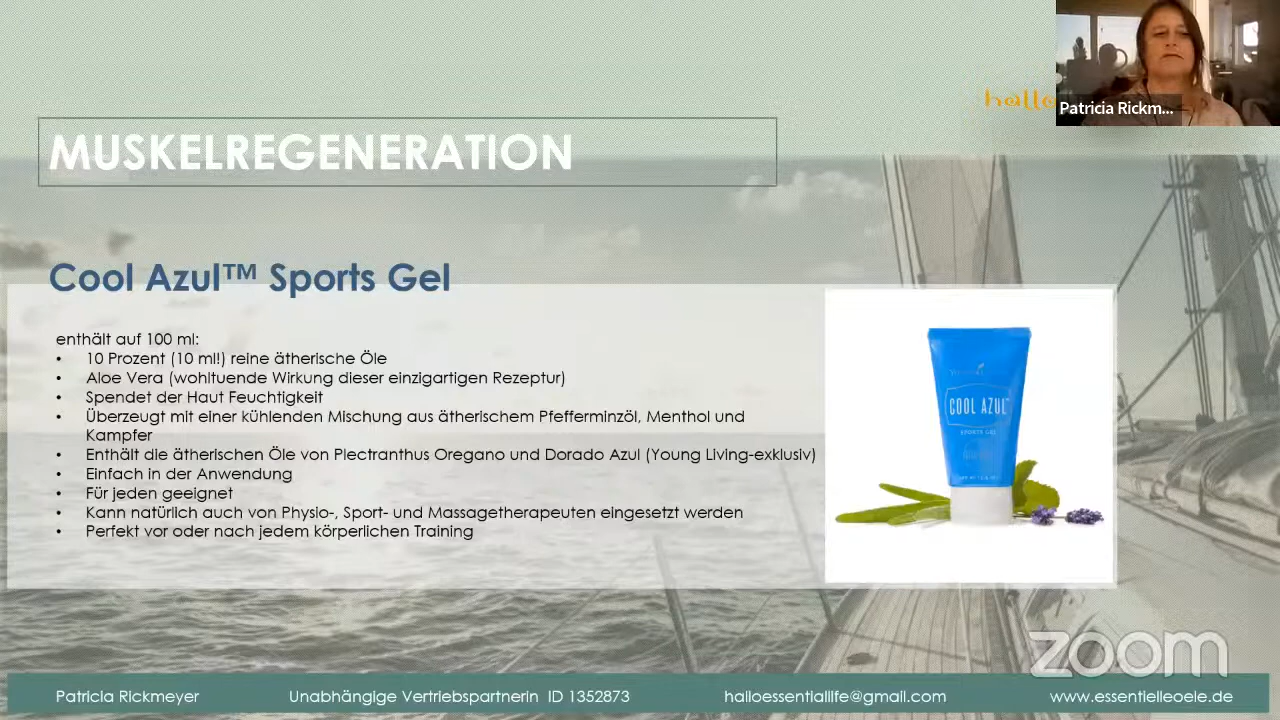 hallo
Patricia Rickm...
MUSKELREGENERATION
Cool Azul™ Sports Gel
enthält auf 100 ml:
• 10 Prozent (10 ml!) reine ätherische Öle
• Aloe Vera (wohltuende Wirkung dieser einzigartigen Rezeptur)
• Spendet der Haut Feuchtigkeit
• Überzeugt mit einer kühlenden Mischung aus ätherischem Pfefferminzöl, Menthol und
Kampfer
• Enthält die ätherischen Öle von Plectranthus Oregano und Dorado Azul (Young Living-exklusiv)
• Einfach in der Anwendung
• Für jeden geeignet
• Kann natürlich auch von Physio-, Sport- und Massagetherapeuten eingesetzt werden
• Perfekt vor oder nach jedem körperlichen Training
COOL AZUL™
SPORTS GEL
zoom
Patricia Rickmeyer Unabhängige Vertriebspartnerin ID 1352873 halloessentiallife@gmail.com www.essentielleoele.de